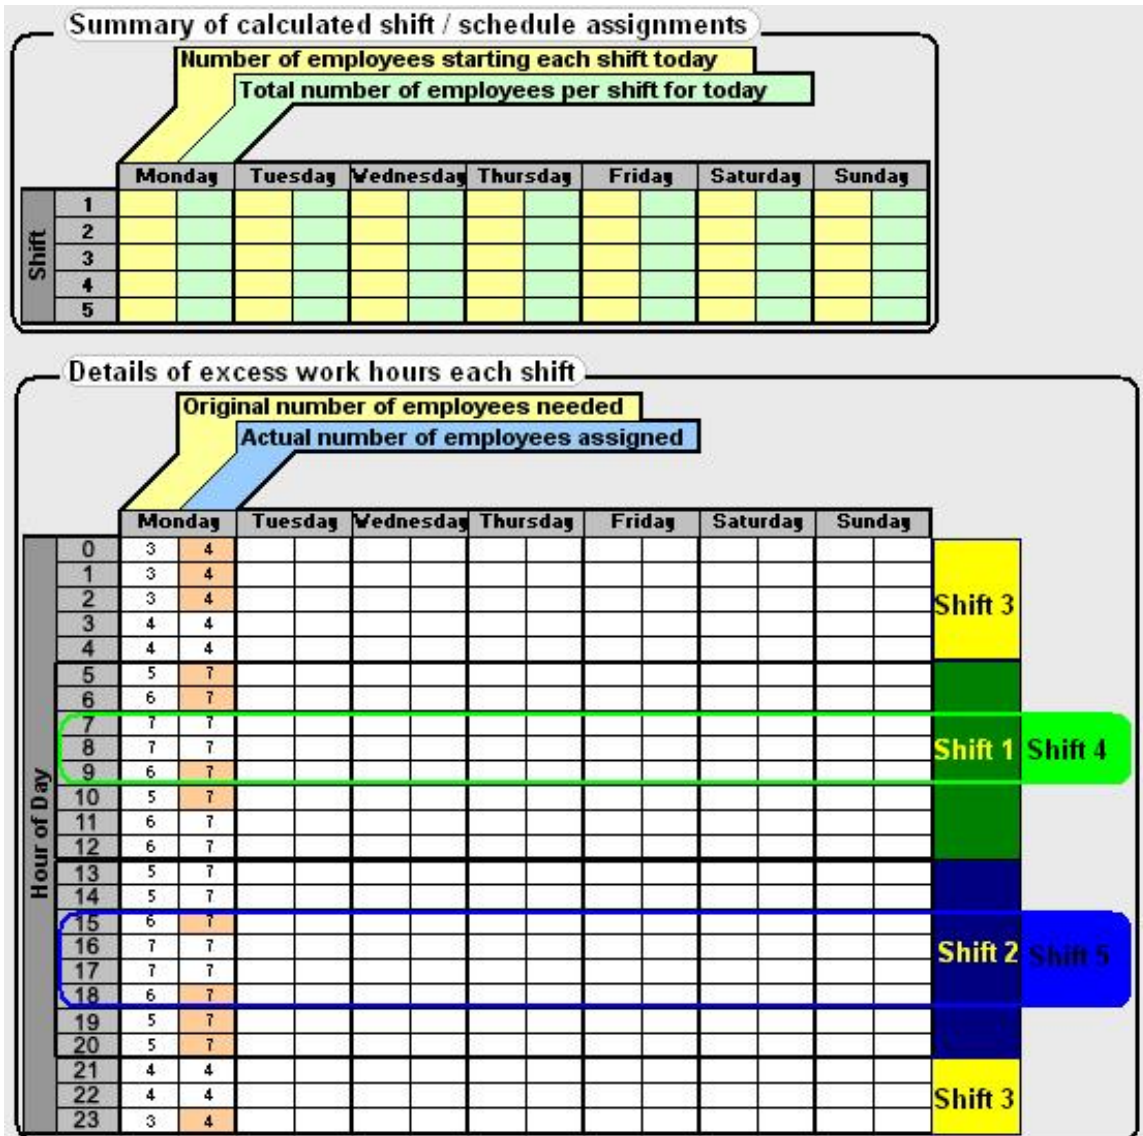 Summary of calculated shift / schedule assignments
Number of employees starting each shift today
Total number of employees per shift for today
Monday Tuesday Wednesday Thursday Friday Saturday Sunday
Shift
1
2
3
4
5
Details of excess work hours each shift
Original number of employees needed
Actual number of employees assigned
Monday Tuesday Wednesday Thursday Friday Saturday Sunday
Hour of Day
0 3 4
1 3 4
2 3 4 Shift 3
3 4 4
4 4 4
5 5 7
6 6 7
7 7 7
8 7 7 Shift 1 Shift 4
9 6 7
10 5 7
11 6 7
12 6 7
13 5 7
14 5 7
15 6 7
16 7 7 Shift 2 Shift 5
17 7 7
18 6 7
19 5 7
20 5 7
21 4 4
22 4 4 Shift 3
23 3 4